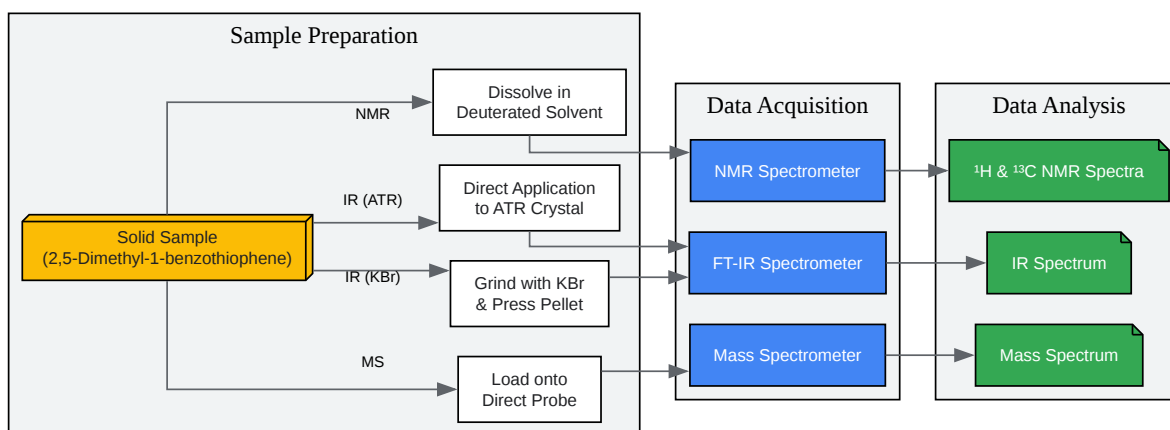 Sample Preparation
Dissolve in
Deuterated Solvent
NMR
Direct Application
to ATR Crystal
IR (ATR)
Solid Sample
(2,5-Dimethyl-1-benzothiophene)
IR (KBr)
Grind with KBr
& Press Pellet
MS
Load onto
Direct Probe
Data Acquisition
NMR Spectrometer
FT-IR Spectrometer
Mass Spectrometer
Data Analysis
¹H & ¹³C NMR Spectra
IR Spectrum
Mass Spectrum